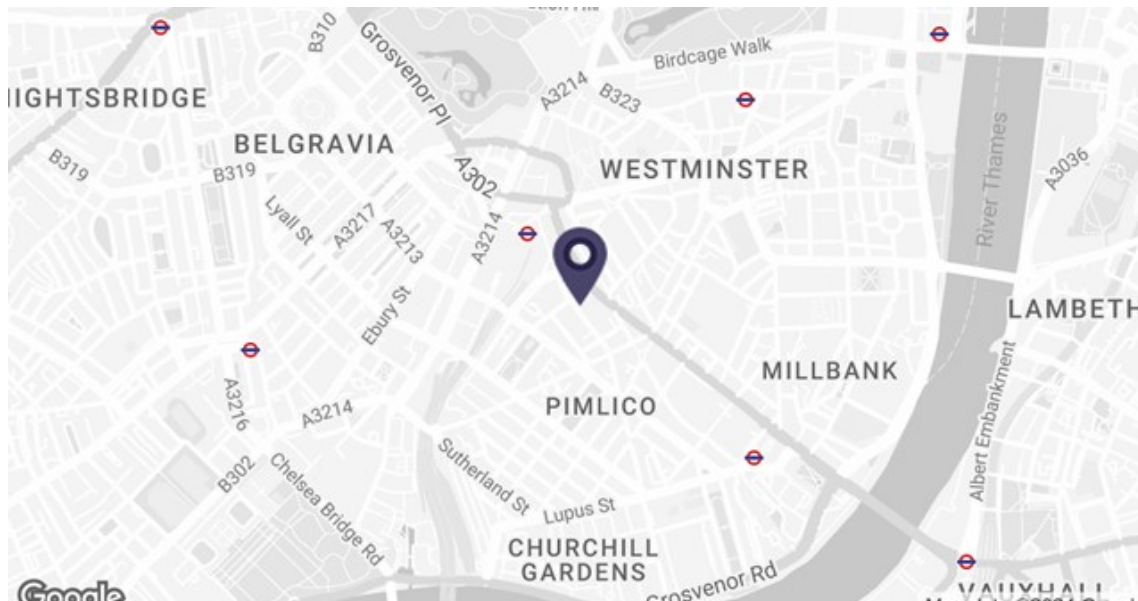 Grosvenor Pl
B310
Birdcage Walk
A3214
B323
KNIGHTSBRIDGE
BELGRAVIA
WESTMINSTER
B319
B319
A302
A3036
River Thames
Lyall St
A3217
A3213
A3214
Ebury St
LAMBETH
MILLBANK
PIMLICO
A3216
A3214
Albert Embankment
B302
Chelsea Bridge Rd
Sutherland St
Lupus St
CHURCHILL
GARDENS
Grosvenor Rd
VAUXHALL
Google